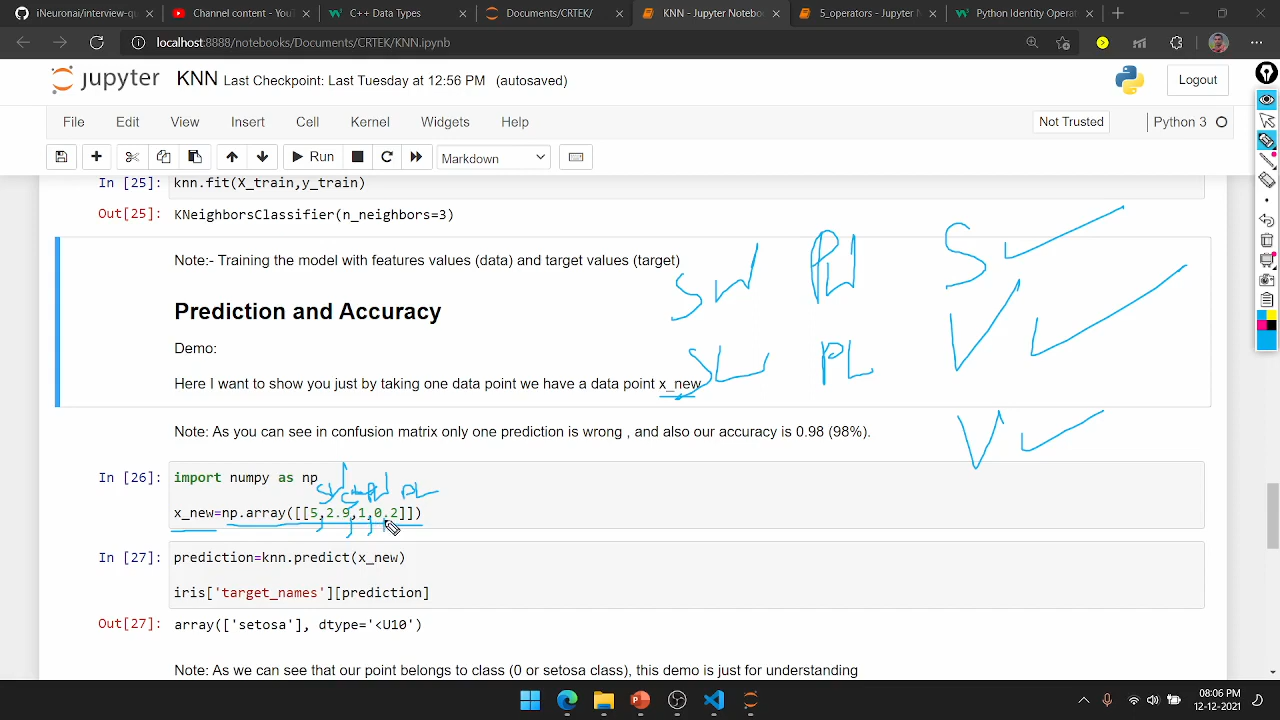 iNeuronai/interview-qu
Channel content - YouT
C++ Data Types
Documents/CRTEK/
KNN - Jupyter Noteboo
5_operators - Jupyter N
Python Identity Operat
localhost:8888/notebooks/Documents/CRTEK/KNN.ipynb
jupyter KNN Last Checkpoint: Last Tuesday at 12:56 PM (autosaved)
Logout
File Edit View Insert Cell Kernel Widgets Help
Not Trusted
Python 3
Run
Markdown
In [25]: knn.fit(X_train,y_train)
Out[25]: KNeighborsClassifier(n_neighbors=3)
Note:- Training the model with features values (data) and target values (target)
SW PW S
Prediction and Accuracy
V
Demo:
SL PL
Here I want to show you just by taking one data point we have a data point x_new
Note: As you can see in confusion matrix only one prediction is wrong , and also our accuracy is 0.98 (98%).
V
In [26]: import numpy as np
SW PW PL
x_new=np.array([[5,2.9,1,0.2]])
In [27]: prediction=knn.predict(x_new)
iris['target_names'][prediction]
Out[27]: array(['setosa'], dtype='<U10')
Note: As we can see that our point belongs to class (0 or setosa class), this demo is just for understanding
08:06 PM
12-12-2021